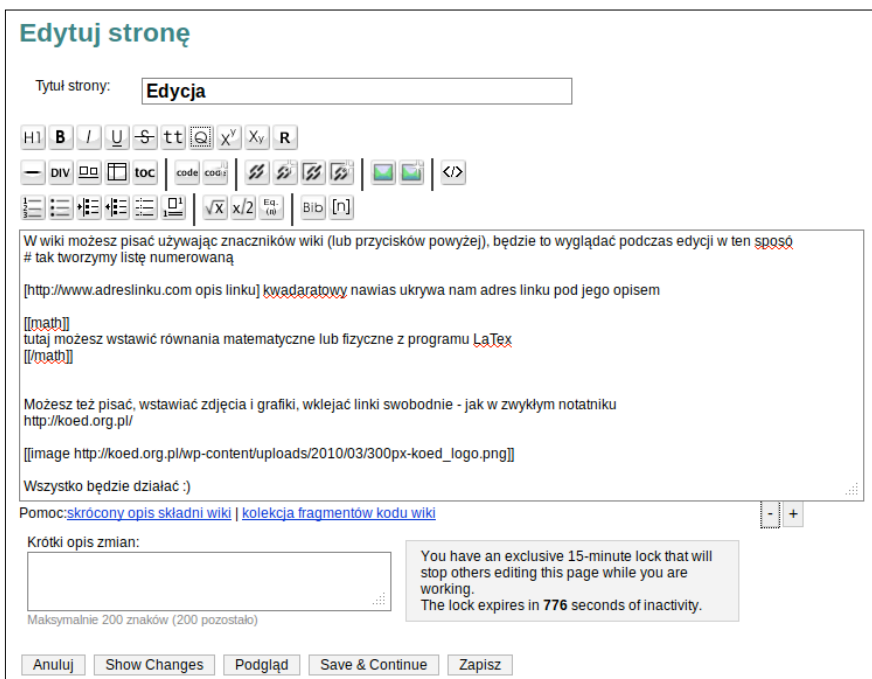 Edytuj stronę
Tytuł strony: Edycja
H1 B I U S tt Q X^y X_y R
DIV toc code code </>
√x x/2 Eq. (n) Bib [n]
W wiki możesz pisać używając znaczników wiki (lub przycisków powyżej), będzie to wyglądać podczas edycji w ten sposó
# tak tworzymy listę numerowaną
[http://www.adreslinku.com opis linku] kwadaratowy nawias ukrywa nam adres linku pod jego opisem
[[math]]
tutaj możesz wstawić równania matematyczne lub fizyczne z programu LaTex
[[/math]]
Możesz też pisać, wstawiać zdjęcia i grafiki, wklejać linki swobodnie - jak w zwykłym notatniku
http://koed.org.pl/
[[image http://koed.org.pl/wp-content/uploads/2010/03/300px-koed_logo.png]]
Wszystko będzie działać :)
Pomoc:skrócony opis składni wiki | kolekcja fragmentów kodu wiki - +
Krótki opis zmian:
You have an exclusive 15-minute lock that will
stop others editing this page while you are
working.
The lock expires in 776 seconds of inactivity.
Maksymalnie 200 znaków (200 pozostało)
Anuluj Show Changes Podgląd Save & Continue Zapisz